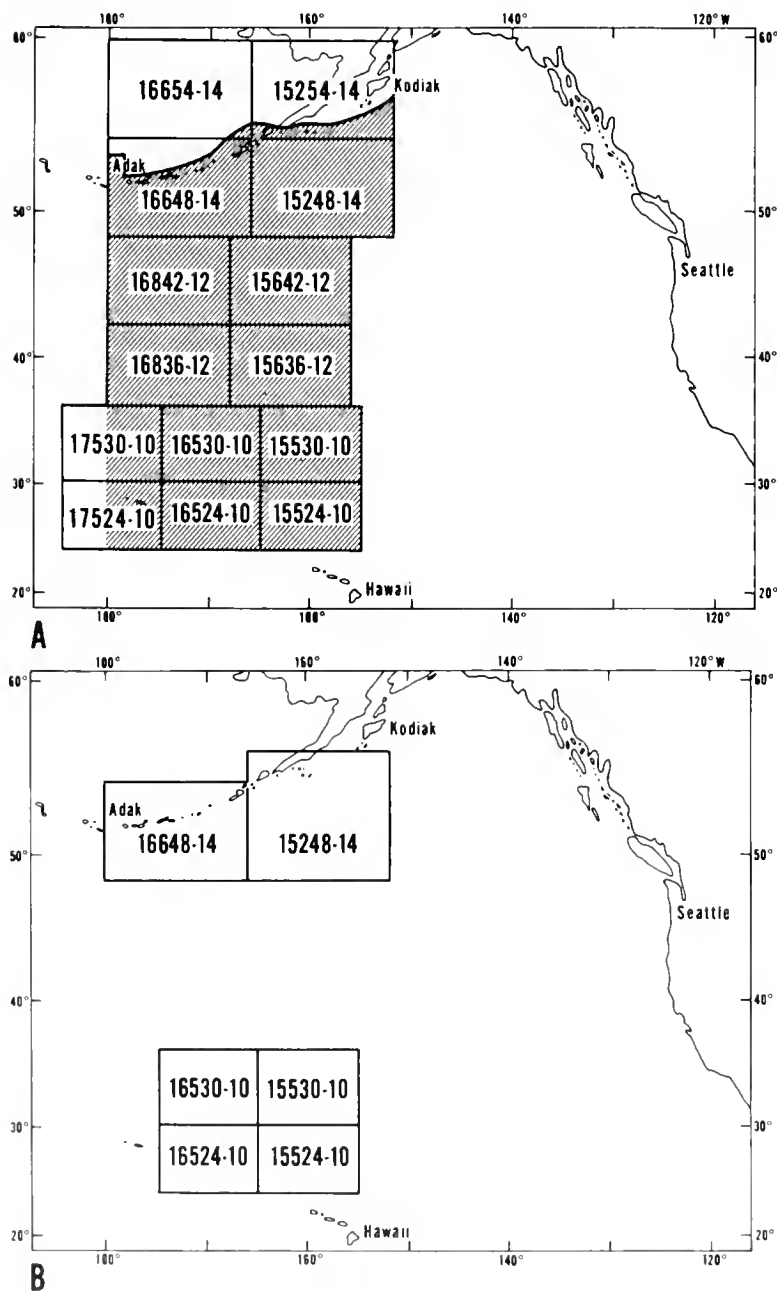 180° 160° 140° 120° W
60° 60°
16654-14 15254-14
Kodiak
Adak
50° 16648-14 15248-14 50°
Seattle
16842-12 15642-12
40° 16836-12 15636-12 40°
17530-10 16530-10 15530-10
30° 30°
17524-10 16524-10 15524-10
20° Hawaii 20°
180° 160° 140° 120° W
A
180° 160° 140° 120° W
60° 60°
Kodiak
Adak
16648-14 15248-14
50° 50°
Seattle
40° 40°
16530-10 15530-10
30° 30°
16524-10 15524-10
20° Hawaii 20°
180° 160° 140° 120° W
B